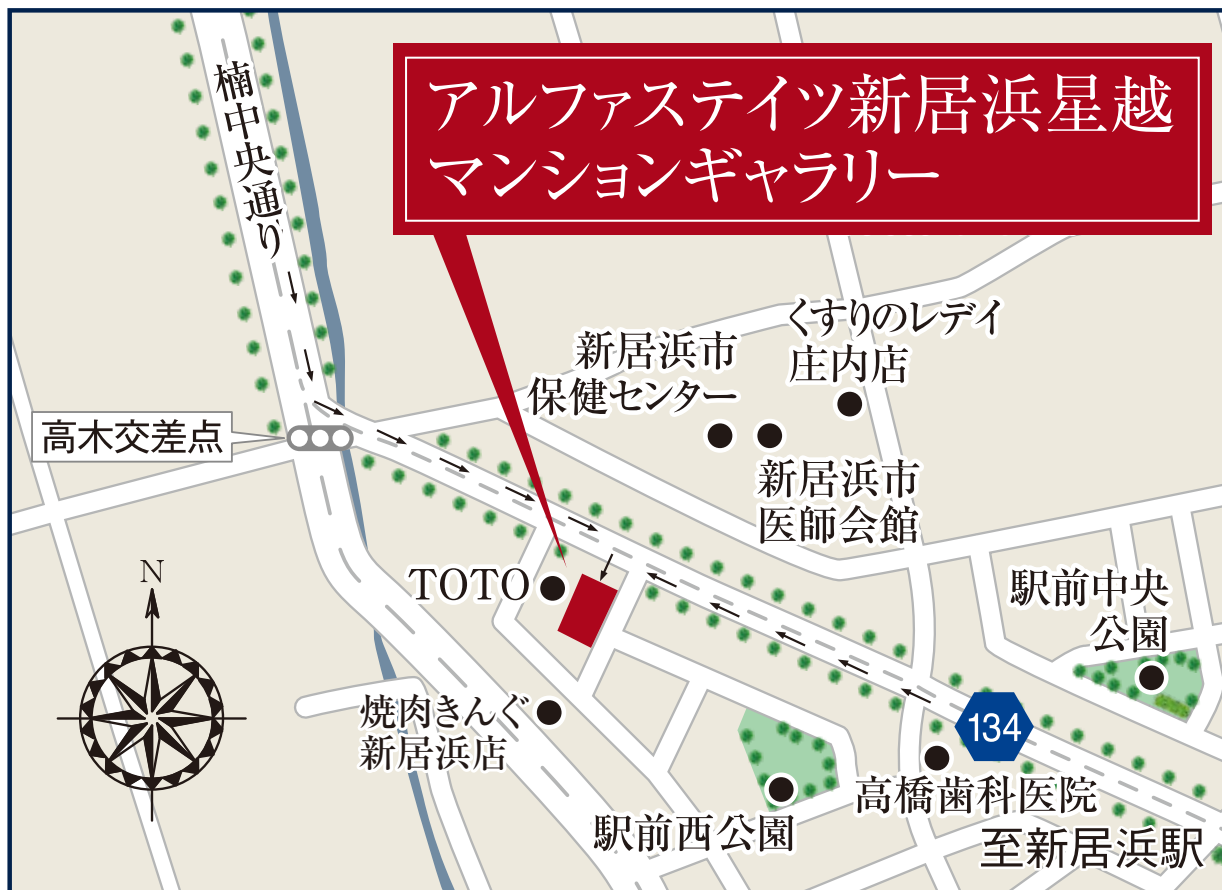 アルファステイツ新居浜星越
マンションギャラリー
楠中央通り
くすりのレデイ
庄内店
新居浜市
保健センター
高木交差点
新居浜市
医師会館
N
TOTO
駅前中央
公園
焼肉きんぐ
新居浜店
134
高橋歯科医院
駅前西公園
至新居浜駅